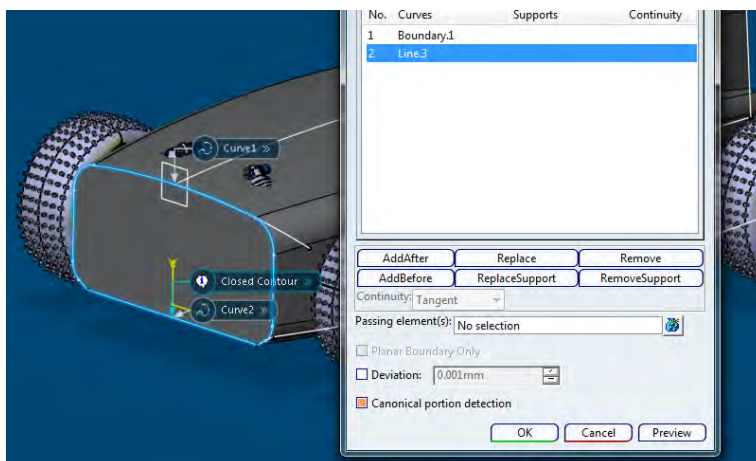 No. Curves Supports Continuity
1 Boundary.1
2 Line.3
Curve1
1 Closed Contour
Curve2
AddAfter Replace Remove
AddBefore ReplaceSupport RemoveSupport
Continuity: Tangent
Passing element(s): No selection
Planar Boundary Only
Deviation: 0.001mm
Canonical portion detection
OK Cancel Preview